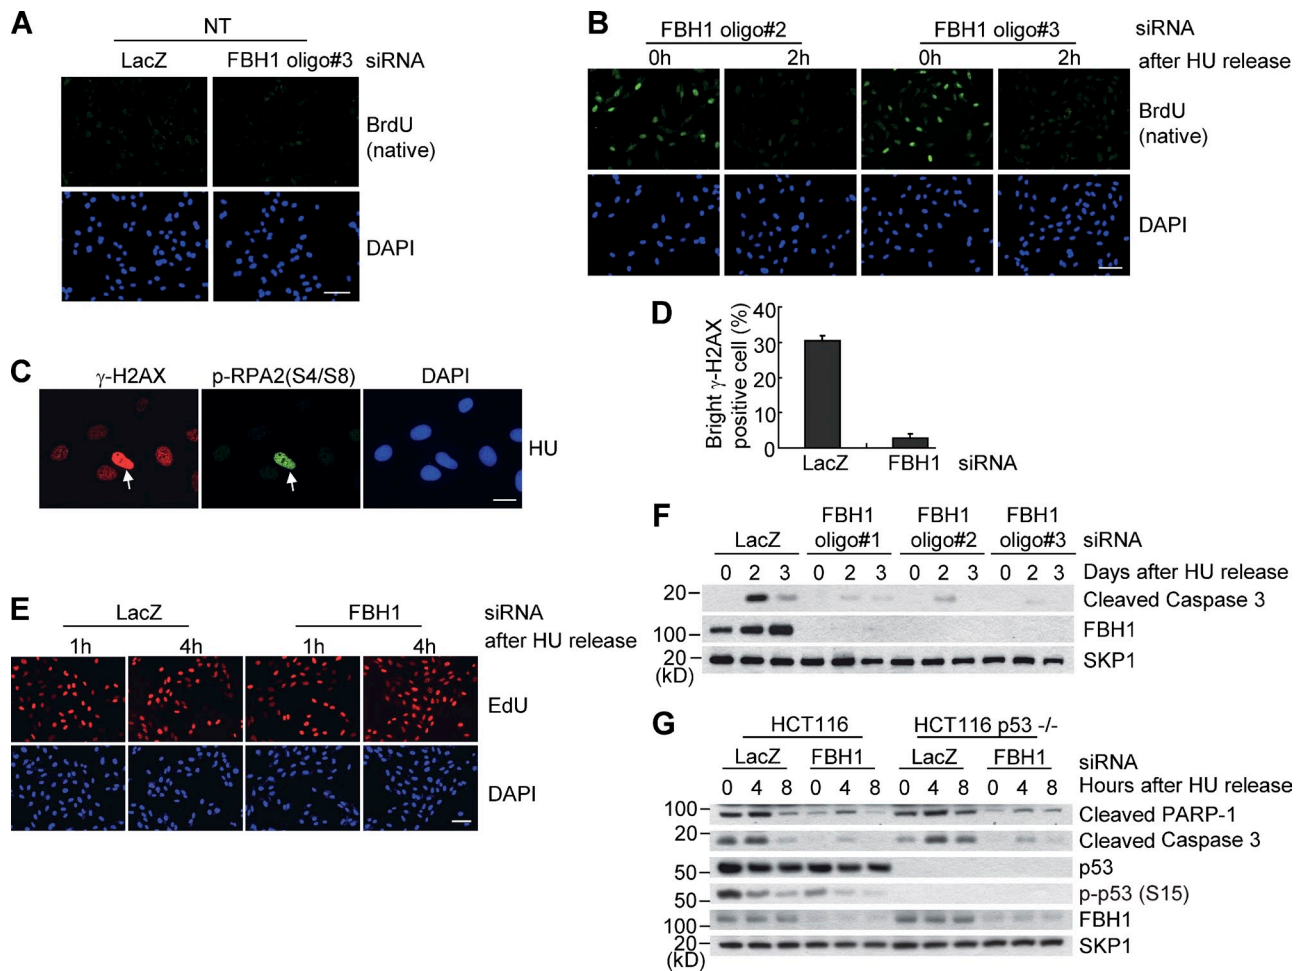 A
NT
LacZ FBH1 oligo#3 siRNA
BrdU
(native)
DAPI
B
FBH1 oligo#2 FBH1 oligo#3 siRNA
0h 2h 0h 2h after HU release
BrdU
(native)
DAPI
C
γ-H2AX p-RPA2(S4/S8) DAPI
HU
D
Bright γ-H2AX
positive cell (%)
40
30
20
10
0
LacZ FBH1 siRNA
E
LacZ FBH1 siRNA
1h 4h 1h 4h after HU release
EdU
DAPI
F
FBH1 FBH1 FBH1
LacZ oligo#1 oligo#2 oligo#3 siRNA
0 2 3 0 2 3 0 2 3 0 2 3 Days after HU release
20 Cleaved Caspase 3
100 FBH1
20 SKP1
(kD)
G
HCT116 HCT116 p53 -/-
LacZ FBH1 LacZ FBH1 siRNA
0 4 8 0 4 8 0 4 8 0 4 8 Hours after HU release
100 Cleaved PARP-1
20 Cleaved Caspase 3
50 p53
50 p-p53 (S15)
100 FBH1
20 SKP1
(kD)